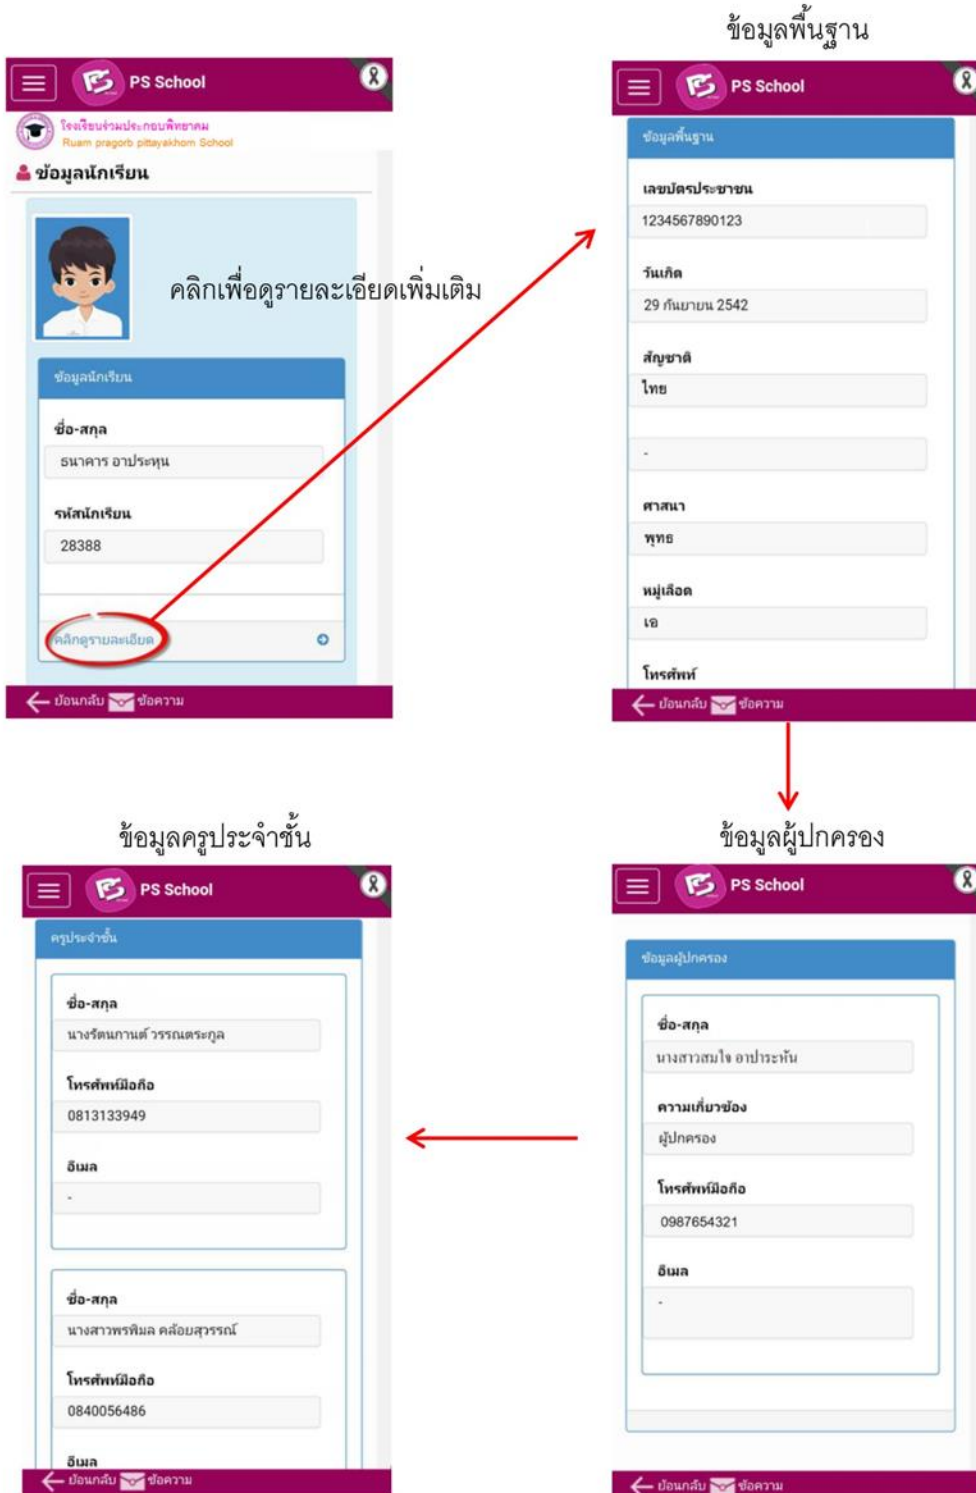 PS School
โรงเรียนร่วมประกอบพิทยาคม
Ruam pragorb pittayakhom School
ข้อมูลนักเรียน
คลิกเพื่อดูรายละเอียดเพิ่มเติม
ข้อมูลนักเรียน
ชื่อ-สกุล
ธนาคาร อาประหุน
รหัสนักเรียน
28388
คลิกดูรายละเอียด
ย้อนกลับ ข้อความ
ข้อมูลพื้นฐาน
PS School
ข้อมูลพื้นฐาน
เลขบัตรประชาชน
1234567890123
วันเกิด
29 กันยายน 2542
สัญชาติ
ไทย
-
ศาสนา
พุทธ
หมู่เลือด
เอ
โทรศัพท์
ย้อนกลับ ข้อความ
ข้อมูลผู้ปกครอง
PS School
ข้อมูลผู้ปกครอง
ชื่อ-สกุล
นางสาวสมใจ อาปาระหัน
ความเกี่ยวข้อง
ผู้ปกครอง
โทรศัพท์มือถือ
0987654321
อีเมล
-
ย้อนกลับ ข้อความ
ข้อมูลครูประจำชั้น
PS School
ครูประจำชั้น
ชื่อ-สกุล
นางรัตนกานต์ วรรณตระกูล
โทรศัพท์มือถือ
0813133949
อีเมล
-
ชื่อ-สกุล
นางสาวพรพิมล คล้อยสุวรรณ์
โทรศัพท์มือถือ
0840056486
อีเมล
ย้อนกลับ ข้อความ